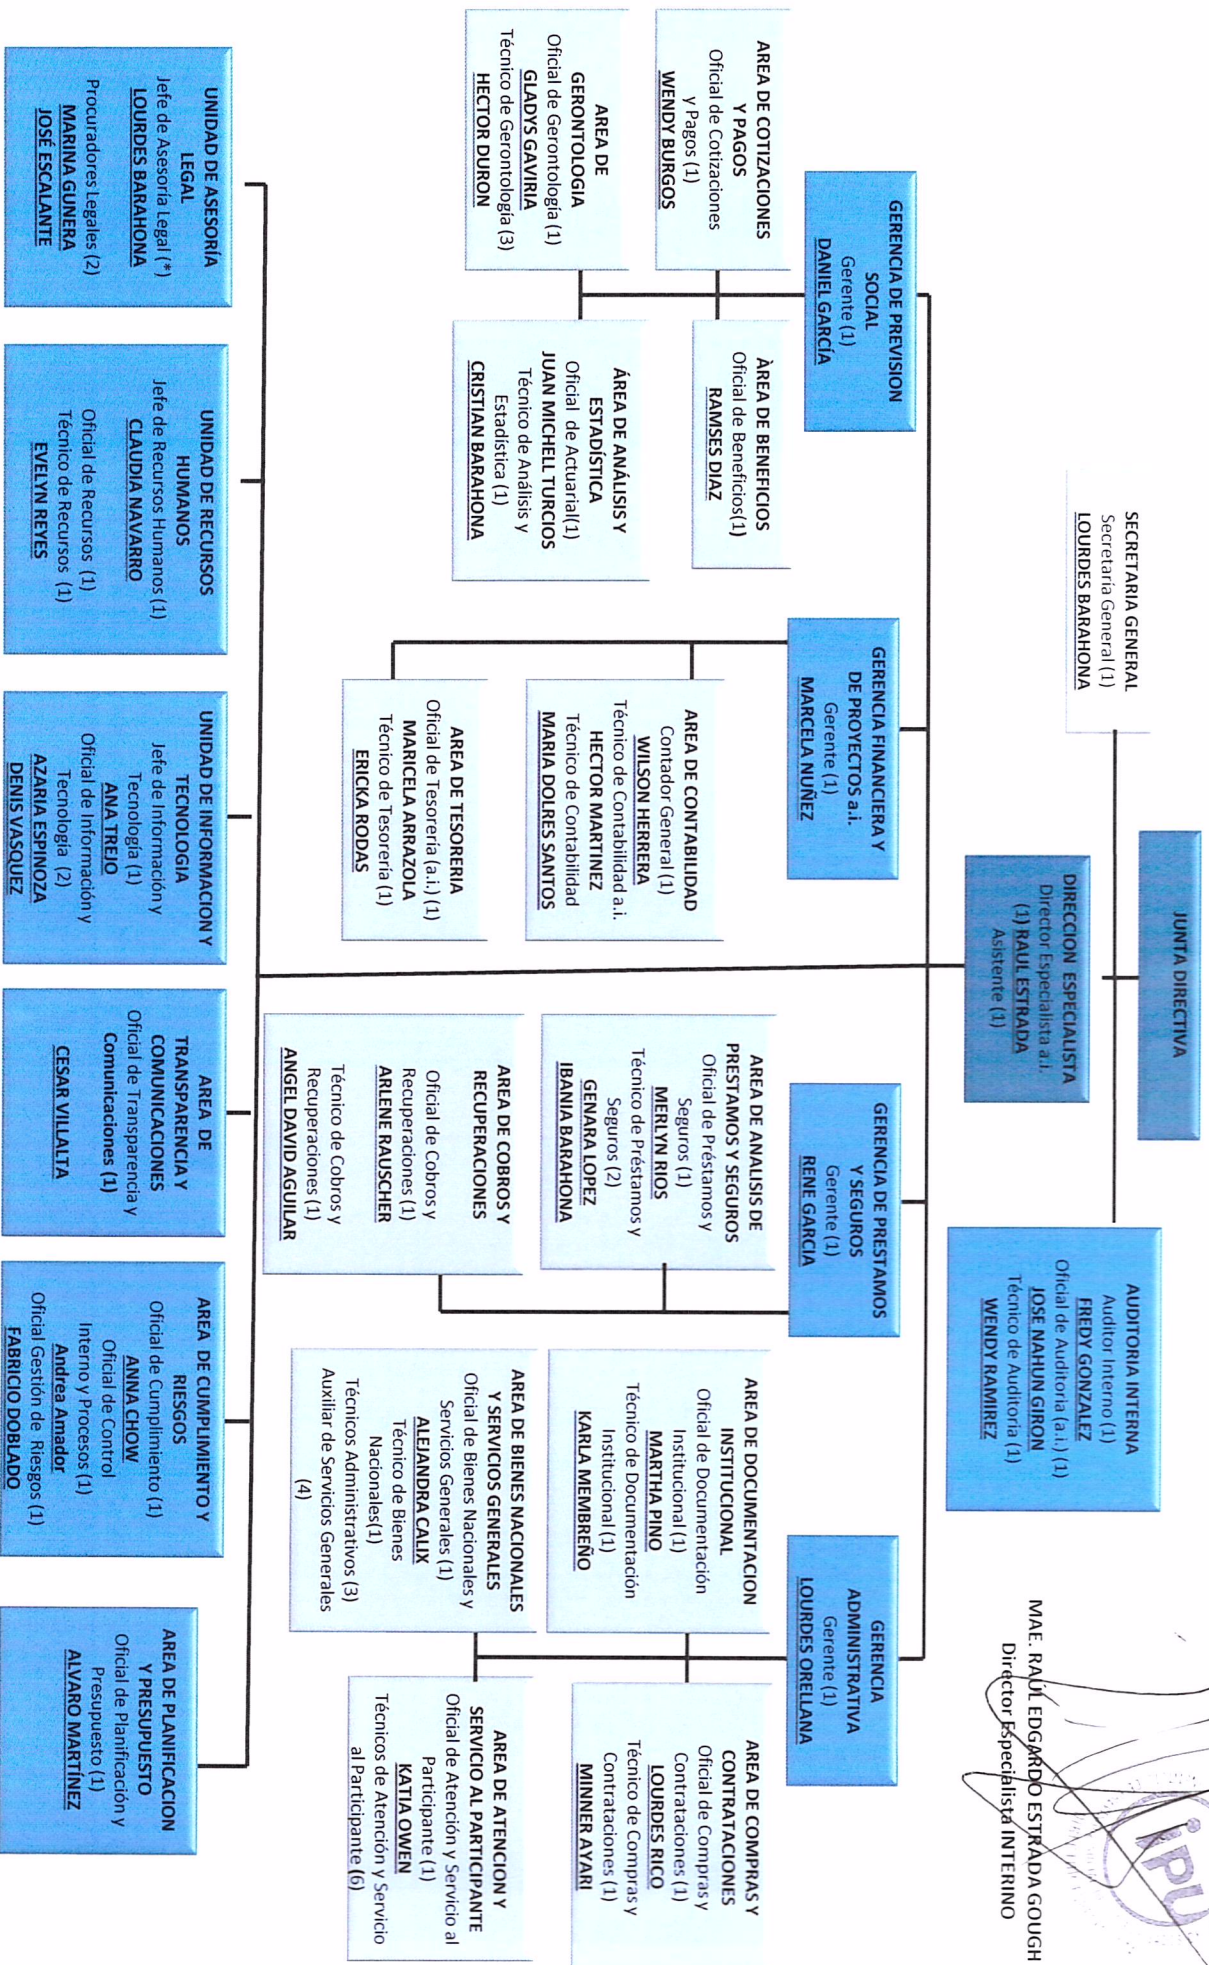 JUNTA DIRECTIVA
SECRETARIA GENERAL
Secretaria General (1)
LOURDES BARAHONA
DIRECCION ESPECIALISTA
Director Especialista a.i.
(1) RAUL ESTRADA
Asistente (1)
AUDITORIA INTERNA
Auditor Interno (1)
FREDY GONZALEZ
Oficial de Auditoria (a.i.) (1)
JOSE NAHUN GIRON
Técnico de Auditoria (1)
WENDY RAMIREZ
ipu
MAE. RAÚL EDGARDO ESTRADA GOUGH
Director Especialista INTERINO
GERENCIA DE PREVISION
SOCIAL
Gerente (1)
DANIEL GARCÍA
GERENCIA FINANCIERA Y
DE PROYECTOS a.i.
Gerente (1)
MARCELA NUÑEZ
GERENCIA DE PRESTAMOS
Y SEGUROS
Gerente (1)
RENE GARCIA
GERENCIA
ADMINISTRATIVA
Gerente (1)
LOURDES ORELLANA
AREA DE COTIZACIONES
Y PAGOS
Oficial de Cotizaciones
y Pagos (1)
WENDY BURGOS
ÀREA DE BENEFICIOS
Oficial de Beneficios(1)
RAMSES DIAZ
AREA DE
GERONTOLOGIA
Oficial de Gerontología (1)
GLADYS GAVIRIA
Técnico de Gerontología (3)
HECTOR DURON
ÁREA DE ANÁLISIS Y
ESTADÍSTICA
Oficial de Actuarial(1)
JUAN MICHELL TURCIOS
Técnico de Análisis y
Estadística (1)
CRISTIAN BARAHONA
AREA DE CONTABILIDAD
Contador General (1)
WILSON HERRERA
Técnico de Contabilidad a.i.
HECTOR MARTINEZ
Técnico de Contabilidad
MARIA DOLRES SANTOS
AREA DE TESORERIA
Oficial de Tesorería (a.i.) (1)
MARICELA ARRAZOLA
Técnico de Tesorería (1)
ERICKA RODAS
AREA DE ANALISIS DE
PRESTAMOS Y SEGUROS
Oficial de Préstamos y
Seguros (1)
MERLYN RIOS
Técnico de Préstamos y
Seguros (2)
GENARA LOPEZ
IBANIA BARAHONA
AREA DE COBROS Y
RECUPERACIONES
Oficial de Cobros y
Recuperaciones (1)
ARLENE RAUSCHER
Técnico de Cobros y
Recuperaciones (1)
ANGEL DAVID AGUILAR
AREA DE DOCUMENTACION
INSTITUCIONAL
Oficial de Documentación
Institucional (1)
MARTHA PINO
Técnico de Documentación
Institucional (1)
KARLA MEMBREÑO
AREA DE COMPRAS Y
CONTRATACIONES
Oficial de Compras y
Contrataciones (1)
LOURDES RICO
Técnico de Compras y
Contrataciones (1)
MINNER AYARI
AREA DE BIENES NACIONALES
Y SERVICIOS GENERALES
Oficial de Bienes Nacionales y
Servicios Generales (1)
ALEJANDRA CALIX
Técnico de Bienes
Nacionales(1)
Técnicos Administrativos (3)
Auxiliar de Servicios Generales
(4)
AREA DE ATENCION Y
SERVICIO AL PARTICIPANTE
Oficial de Atención y Servicio al
Participante (1)
KATIA OWEN
Técnicos de Atención y Servicio
al Participante (6)
UNIDAD DE ASESORÍA
LEGAL
Jefe de Asesoría Legal (*)
LOURDES BARAHONA
Procuradores Legales (2)
MARINA GUNERA
JOSÉ ESCALANTE
UNIDAD DE RECURSOS
HUMANOS
Jefe de Recursos Humanos (1)
CLAUDIA NAVARRO
Oficial de Recursos (1)
Técnico de Recursos (1)
EVELYN REYES
UNIDAD DE INFORMACION Y
TECNOLOGIA
Jefe de Información y
Tecnología (1)
ANA TREJO
Oficial de Información y
Tecnología (2)
AZARIA ESPINOZA
DENIS VASQUEZ
AREA DE
TRANSPARENCIA Y
COMUNICACIONES
Oficial de Transparencia y
Comunicaciones (1)
CESAR VILLALTA
AREA DE CUMPLIMIENTO Y
RIESGOS
Oficial de Cumplimiento (1)
ANNA CHOW
Oficial de Control
Interno y Procesos (1)
Andrea Amador
Oficial Gestión de Riesgos (1)
FABRICIO DOBLADO
AREA DE PLANIFICACION
Y PRESUPUESTO
Oficial de Planificación y
Presupuesto (1)
ALVARO MARTÍNEZ